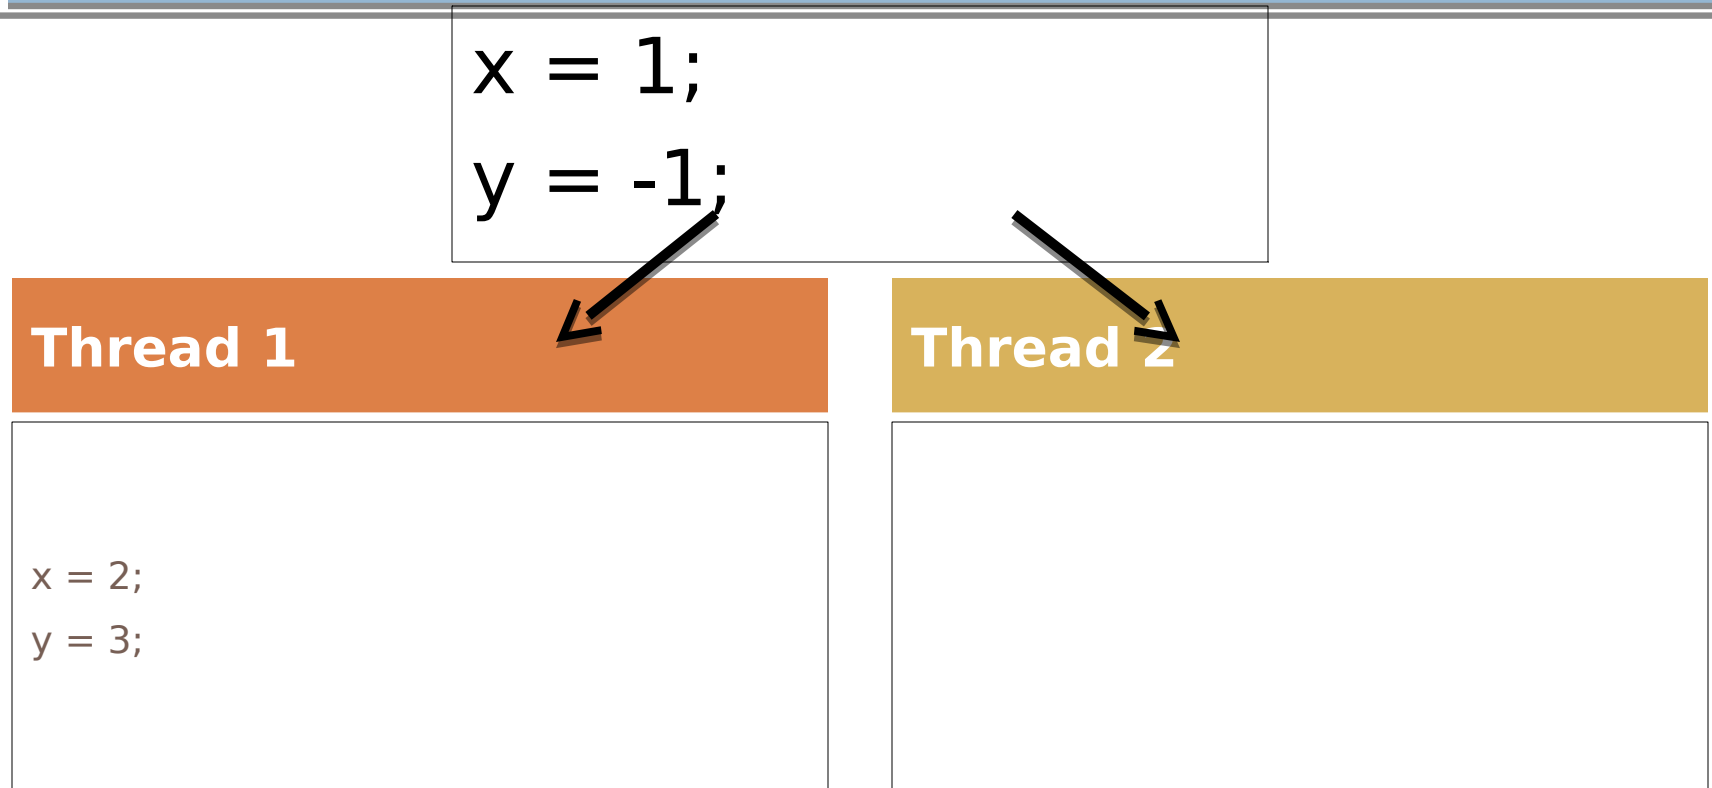 x = 1;
y = -1;
Thread 1
Thread 2
x = 2;
y = 3;